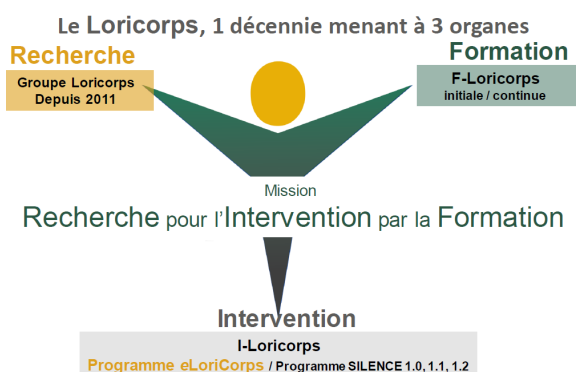 Le Loricorps, 1 décennie menant à 3 organes
Recherche
Groupe Loricorps
Depuis 2011
Formation
F-Loricorps
initiale / continue
Mission
Recherche pour l'Intervention par la Formation
Intervention
I-Loricorps
Programme eLoriCorps / Programme SILENCE 1.0, 1.1, 1.2